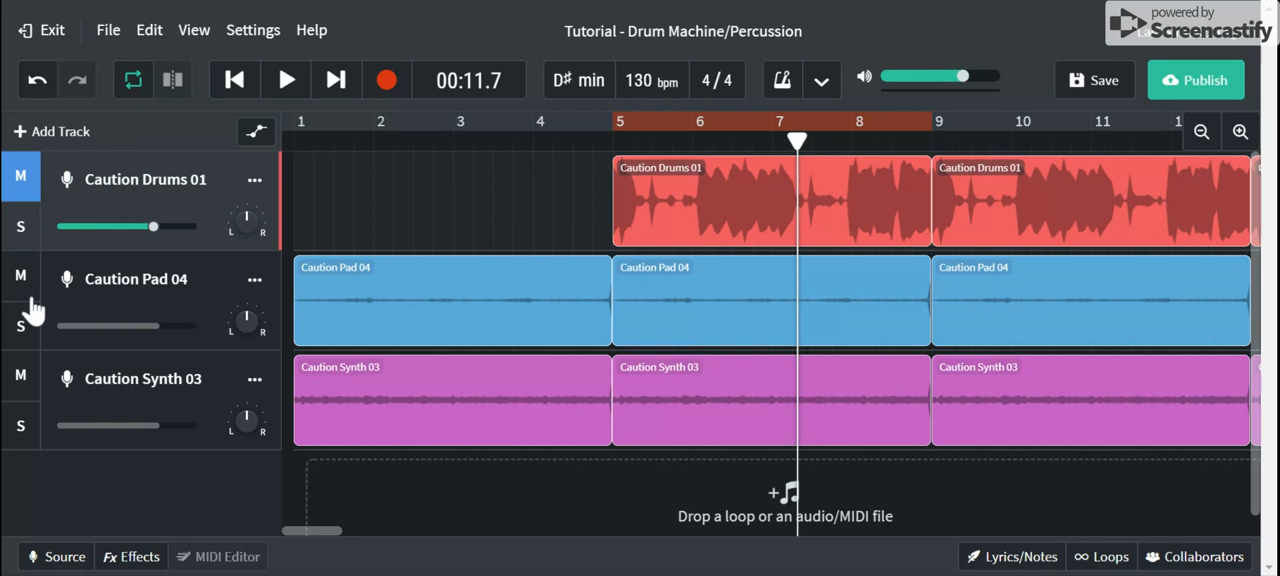 Exit File Edit View Settings Help Tutorial - Drum Machine/Percussion powered by
Screencastify
00:11.7 D♯ min 130 bpm 4/4 Save Publish
+ Add Track 1 2 3 4 5 6 7 8 9 10 11
M Caution Drums 01 ... Caution Drums 01 Caution Drums 01
S L R
M Caution Pad 04 ... Caution Pad 04 Caution Pad 04 Caution Pad 04
S L R
M Caution Synth 03 ... Caution Synth 03 Caution Synth 03 Caution Synth 03
S L R
Drop a loop or an audio/MIDI file
Source Fx Effects MIDI Editor Lyrics/Notes Loops Collaborators